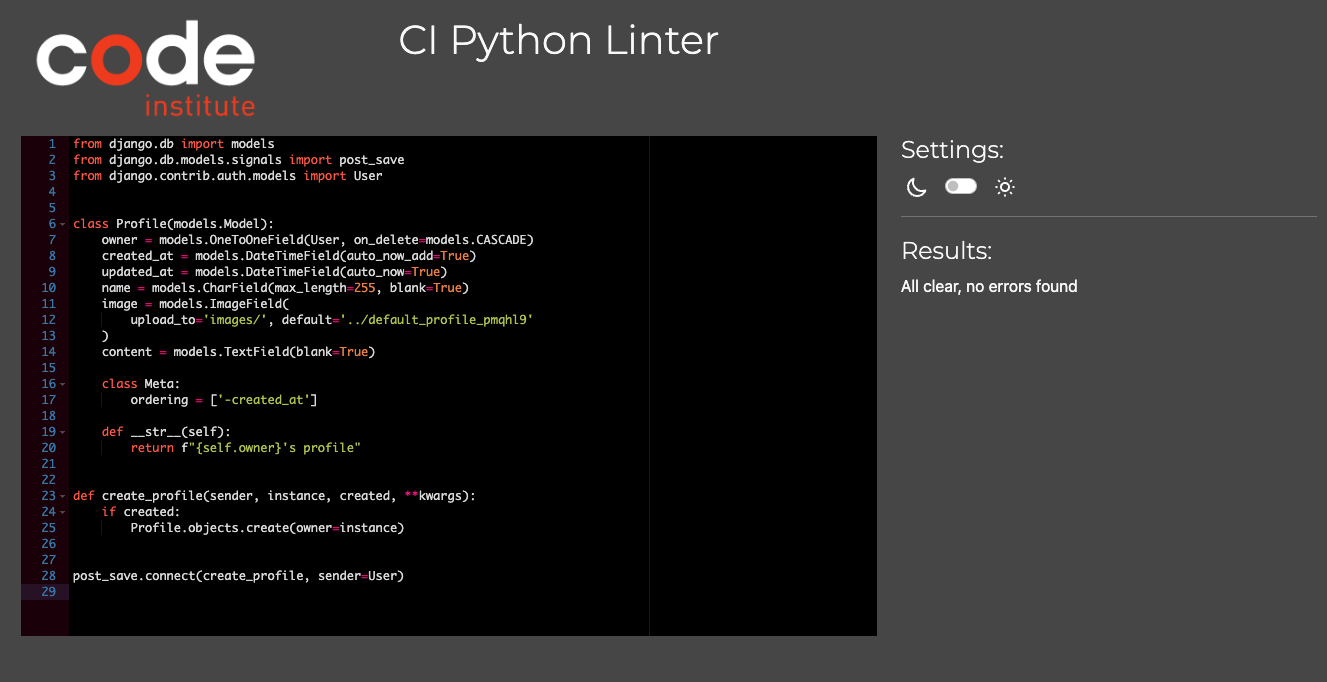 code
institute
CI Python Linter
1 from django.db import models
2 from django.db.models.signals import post_save
3 from django.contrib.auth.models import User
4
5
6 class Profile(models.Model):
7     owner = models.OneToOneField(User, on_delete=models.CASCADE)
8     created_at = models.DateTimeField(auto_now_add=True)
9     updated_at = models.DateTimeField(auto_now=True)
10     name = models.CharField(max_length=255, blank=True)
11     image = models.ImageField(
12         upload_to='images/', default='../default_profile_pmqhl9'
13     )
14     content = models.TextField(blank=True)
15
16     class Meta:
17         ordering = ['-created_at']
18
19     def __str__(self):
20         return f"{self.owner}'s profile"
21
22
23 def create_profile(sender, instance, created, **kwargs):
24     if created:
25         Profile.objects.create(owner=instance)
26
27
28 post_save.connect(create_profile, sender=User)
29
Settings:
Results:
All clear, no errors found